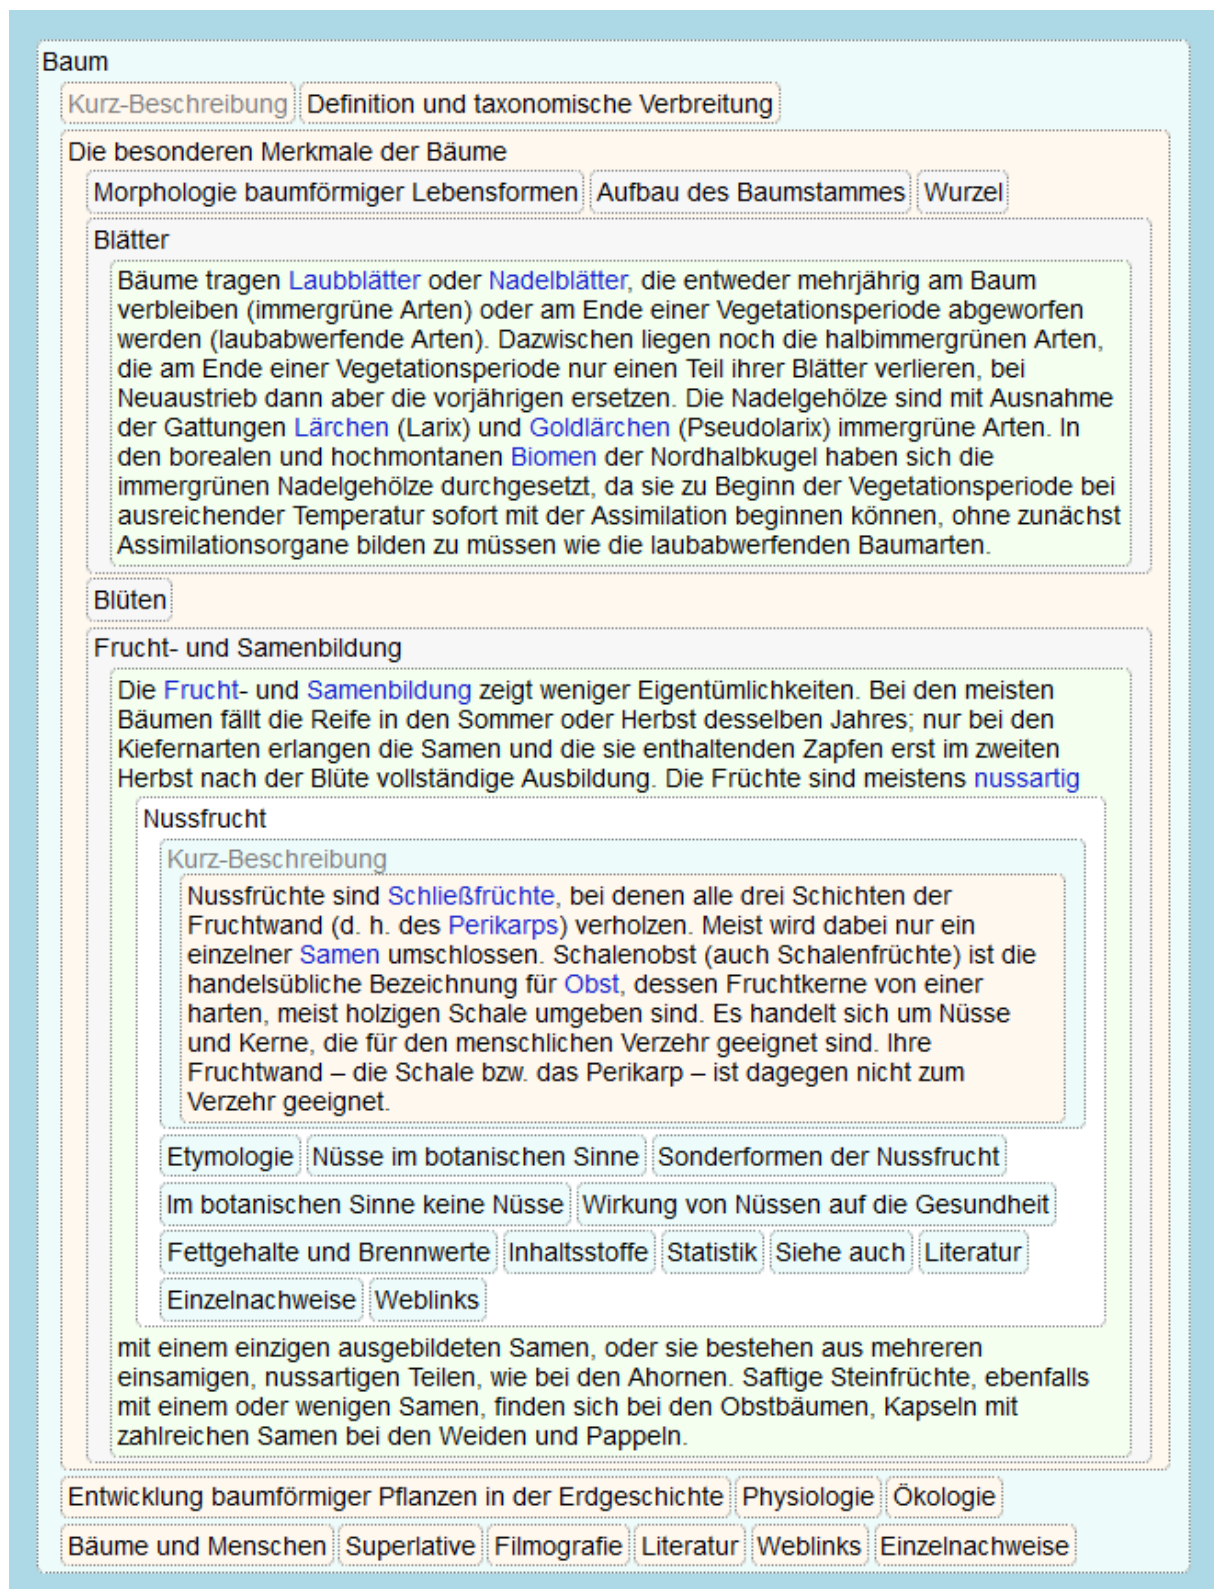 Baum
Kurz-Beschreibung Definition und taxonomische Verbreitung
Die besonderen Merkmale der Bäume
Morphologie baumförmiger Lebensformen Aufbau des Baumstammes Wurzel
Blätter
Bäume tragen Laubblätter oder Nadelblätter, die entweder mehrjährig am Baum
verbleiben (immergrüne Arten) oder am Ende einer Vegetationsperiode abgeworfen
werden (laubabwerfende Arten). Dazwischen liegen noch die halbimmergrünen Arten,
die am Ende einer Vegetationsperiode nur einen Teil ihrer Blätter verlieren, bei
Neuaustrieb dann aber die vorjährigen ersetzen. Die Nadelgehölze sind mit Ausnahme
der Gattungen Lärchen (Larix) und Goldlärchen (Pseudolarix) immergrüne Arten. In
den borealen und hochmontanen Biomen der Nordhalbkugel haben sich die
immergrünen Nadelgehölze durchgesetzt, da sie zu Beginn der Vegetationsperiode bei
ausreichender Temperatur sofort mit der Assimilation beginnen können, ohne zunächst
Assimilationsorgane bilden zu müssen wie die laubabwerfenden Baumarten.
Blüten
Frucht- und Samenbildung
Die Frucht- und Samenbildung zeigt weniger Eigentümlichkeiten. Bei den meisten
Bäumen fällt die Reife in den Sommer oder Herbst desselben Jahres; nur bei den
Kiefernarten erlangen die Samen und die sie enthaltenden Zapfen erst im zweiten
Herbst nach der Blüte vollständige Ausbildung. Die Früchte sind meistens nussartig
Nussfrucht
Kurz-Beschreibung
Nussfrüchte sind Schließfrüchte, bei denen alle drei Schichten der
Fruchtwand (d. h. des Perikarps) verholzen. Meist wird dabei nur ein
einzelner Samen umschlossen. Schalenobst (auch Schalenfrüchte) ist die
handelsübliche Bezeichnung für Obst, dessen Fruchtkerne von einer
harten, meist holzigen Schale umgeben sind. Es handelt sich um Nüsse
und Kerne, die für den menschlichen Verzehr geeignet sind. Ihre
Fruchtwand – die Schale bzw. das Perikarp – ist dagegen nicht zum
Verzehr geeignet.
Etymologie Nüsse im botanischen Sinne Sonderformen der Nussfrucht
Im botanischen Sinne keine Nüsse Wirkung von Nüssen auf die Gesundheit
Fettgehalte und Brennwerte Inhaltsstoffe Statistik Siehe auch Literatur
Einzelnachweise Weblinks
mit einem einzigen ausgebildeten Samen, oder sie bestehen aus mehreren
einsamigen, nussartigen Teilen, wie bei den Ahornen. Saftige Steinfrüchte, ebenfalls
mit einem oder wenigen Samen, finden sich bei den Obstbäumen, Kapseln mit
zahlreichen Samen bei den Weiden und Pappeln.
Entwicklung baumförmiger Pflanzen in der Erdgeschichte Physiologie Ökologie
Bäume und Menschen Superlative Filmografie Literatur Weblinks Einzelnachweise